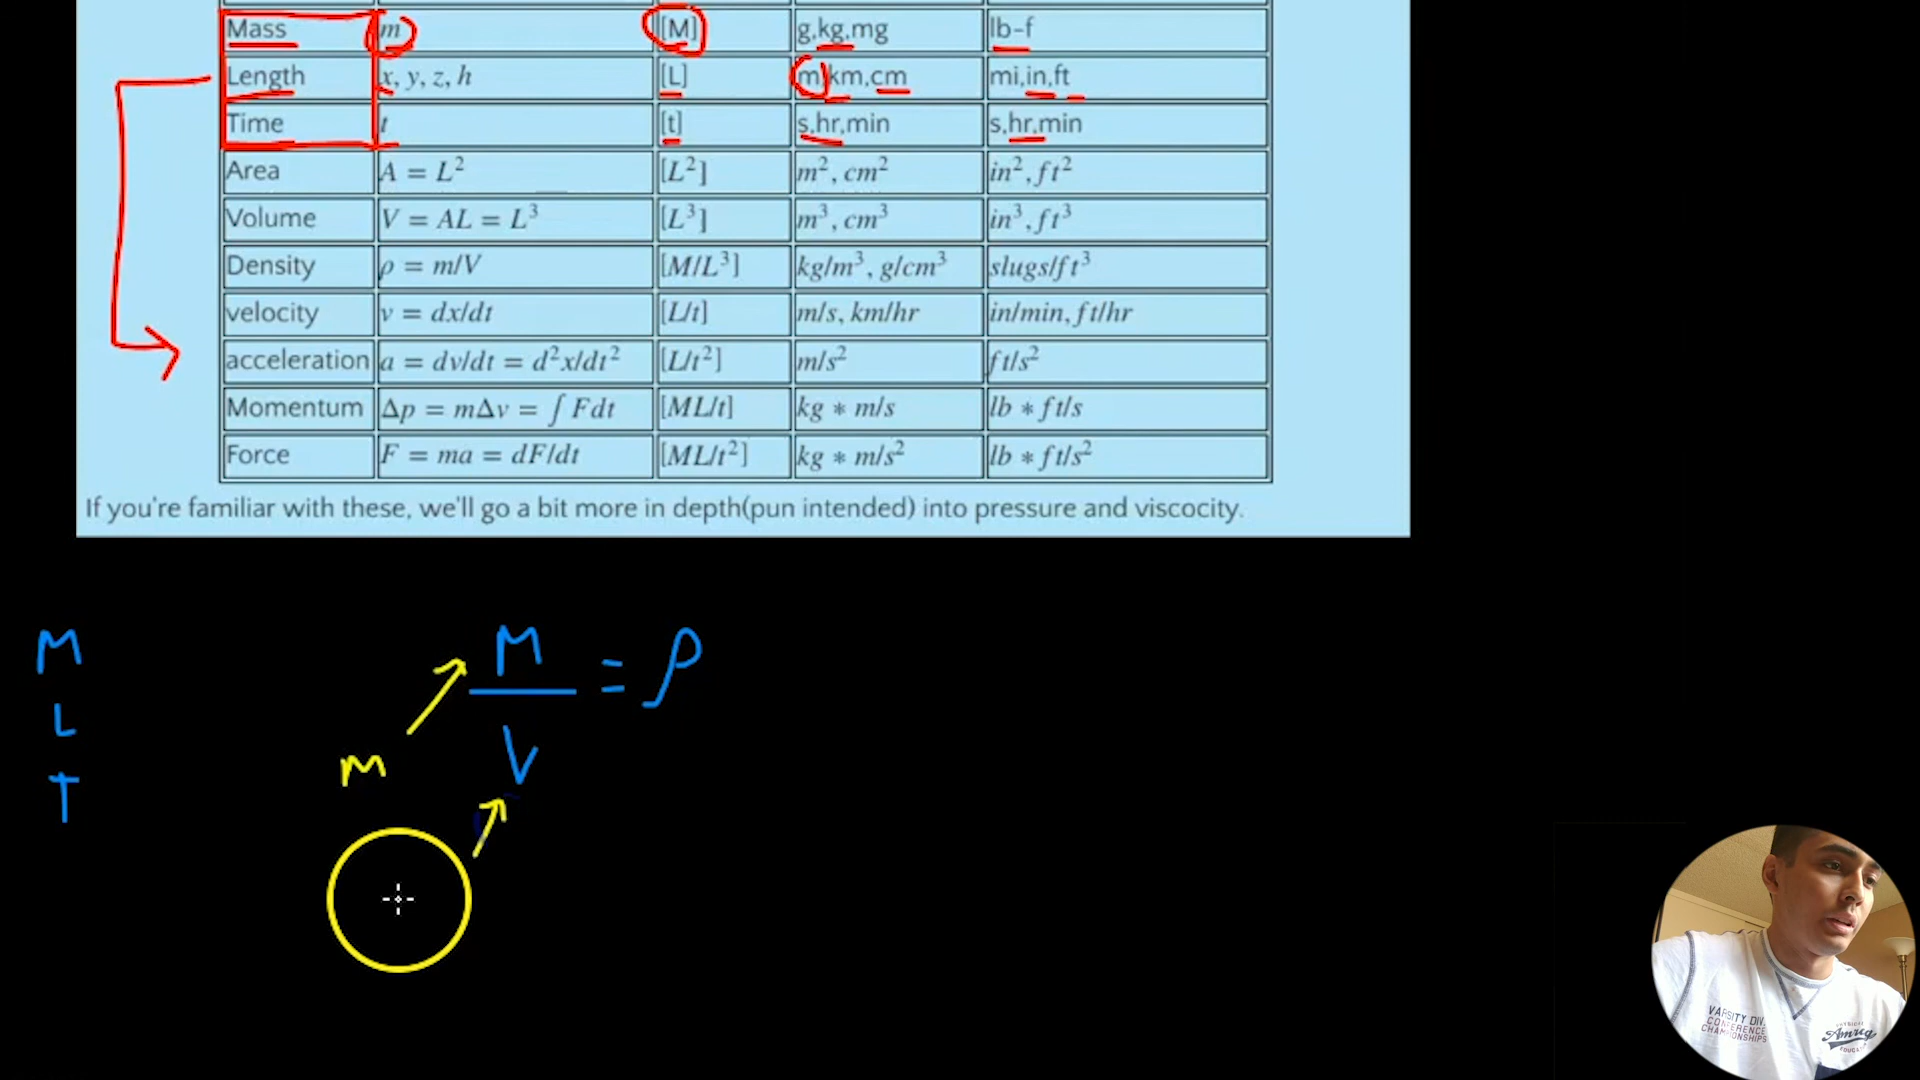 Mass m [M] g,kg,mg lb-f
Length x, y, z, h [L] m,km,cm mi,in,ft
Time t [t] s,hr,min s,hr,min
Area A = L² [L²] m², cm² in², ft²
Volume V = AL = L³ [L³] m³, cm³ in³, ft³
Density ρ = m/V [M/L³] kg/m³, g/cm³ slugs/ft³
velocity v = dx/dt [L/t] m/s, km/hr in/min, ft/hr
acceleration a = dv/dt = d²x/dt² [L/t²] m/s² ft/s²
Momentum Δp = mΔv = ∫ Fdt [ML/t] kg * m/s lb * ft/s
Force F = ma = dF/dt [ML/t²] kg * m/s² lb * ft/s²
If you're familiar with these, we'll go a bit more in depth(pun intended) into pressure and viscocity.
M
L
T
M
V
= ρ
m
VARSITY DIV.
CONFERENCE
CHAMPIONSHIPS